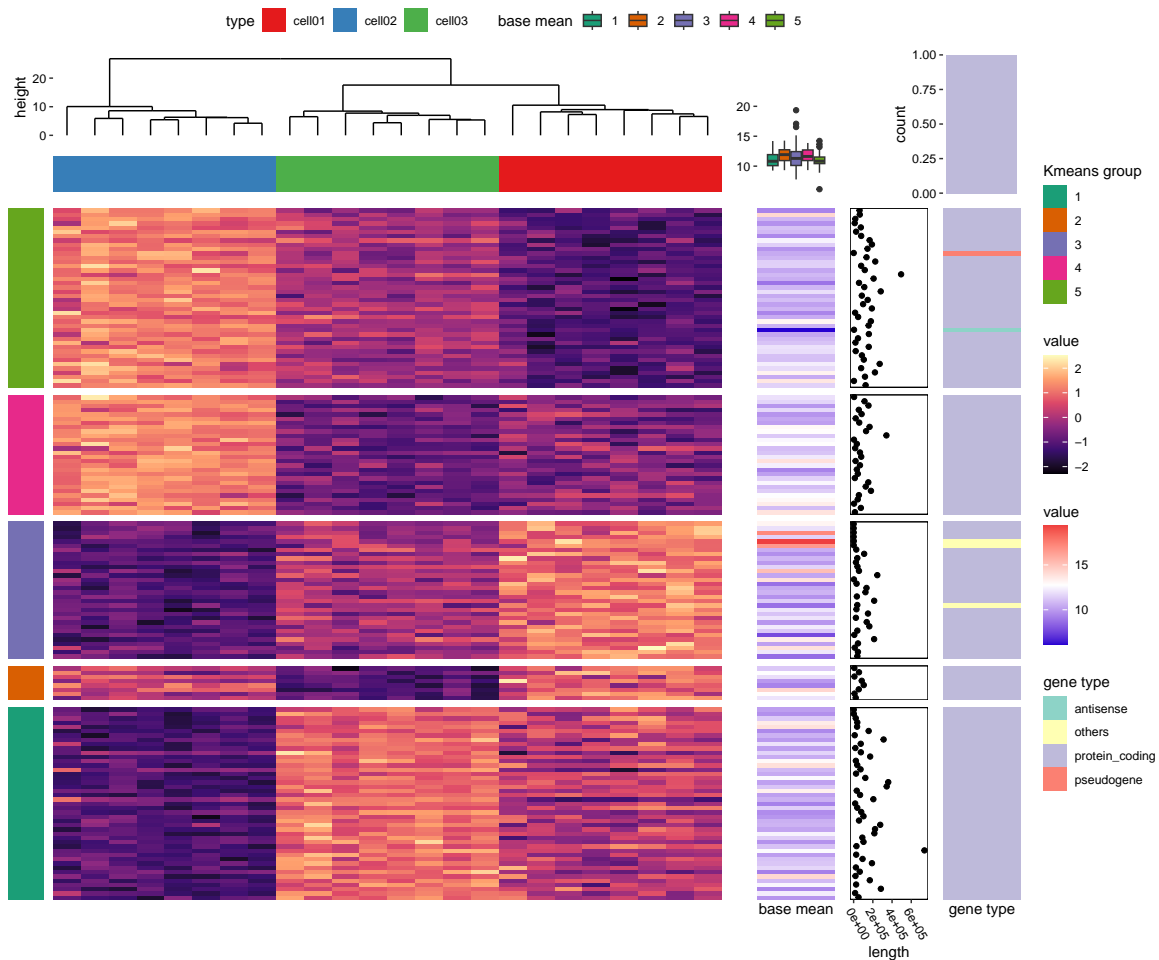 type cell01 cell02 cell03 base mean 1 2 3 4 5
height
20
10
0
20
15
10
count
1.00
0.75
0.50
0.25
0.00
Kmeans group
1
2
3
4
5
value
2
1
0
−1
−2
value
15
10
gene type
antisense
others
protein_coding
pseudogene
base mean
0e+00
2e+05
4e+05
6e+05
length
gene type